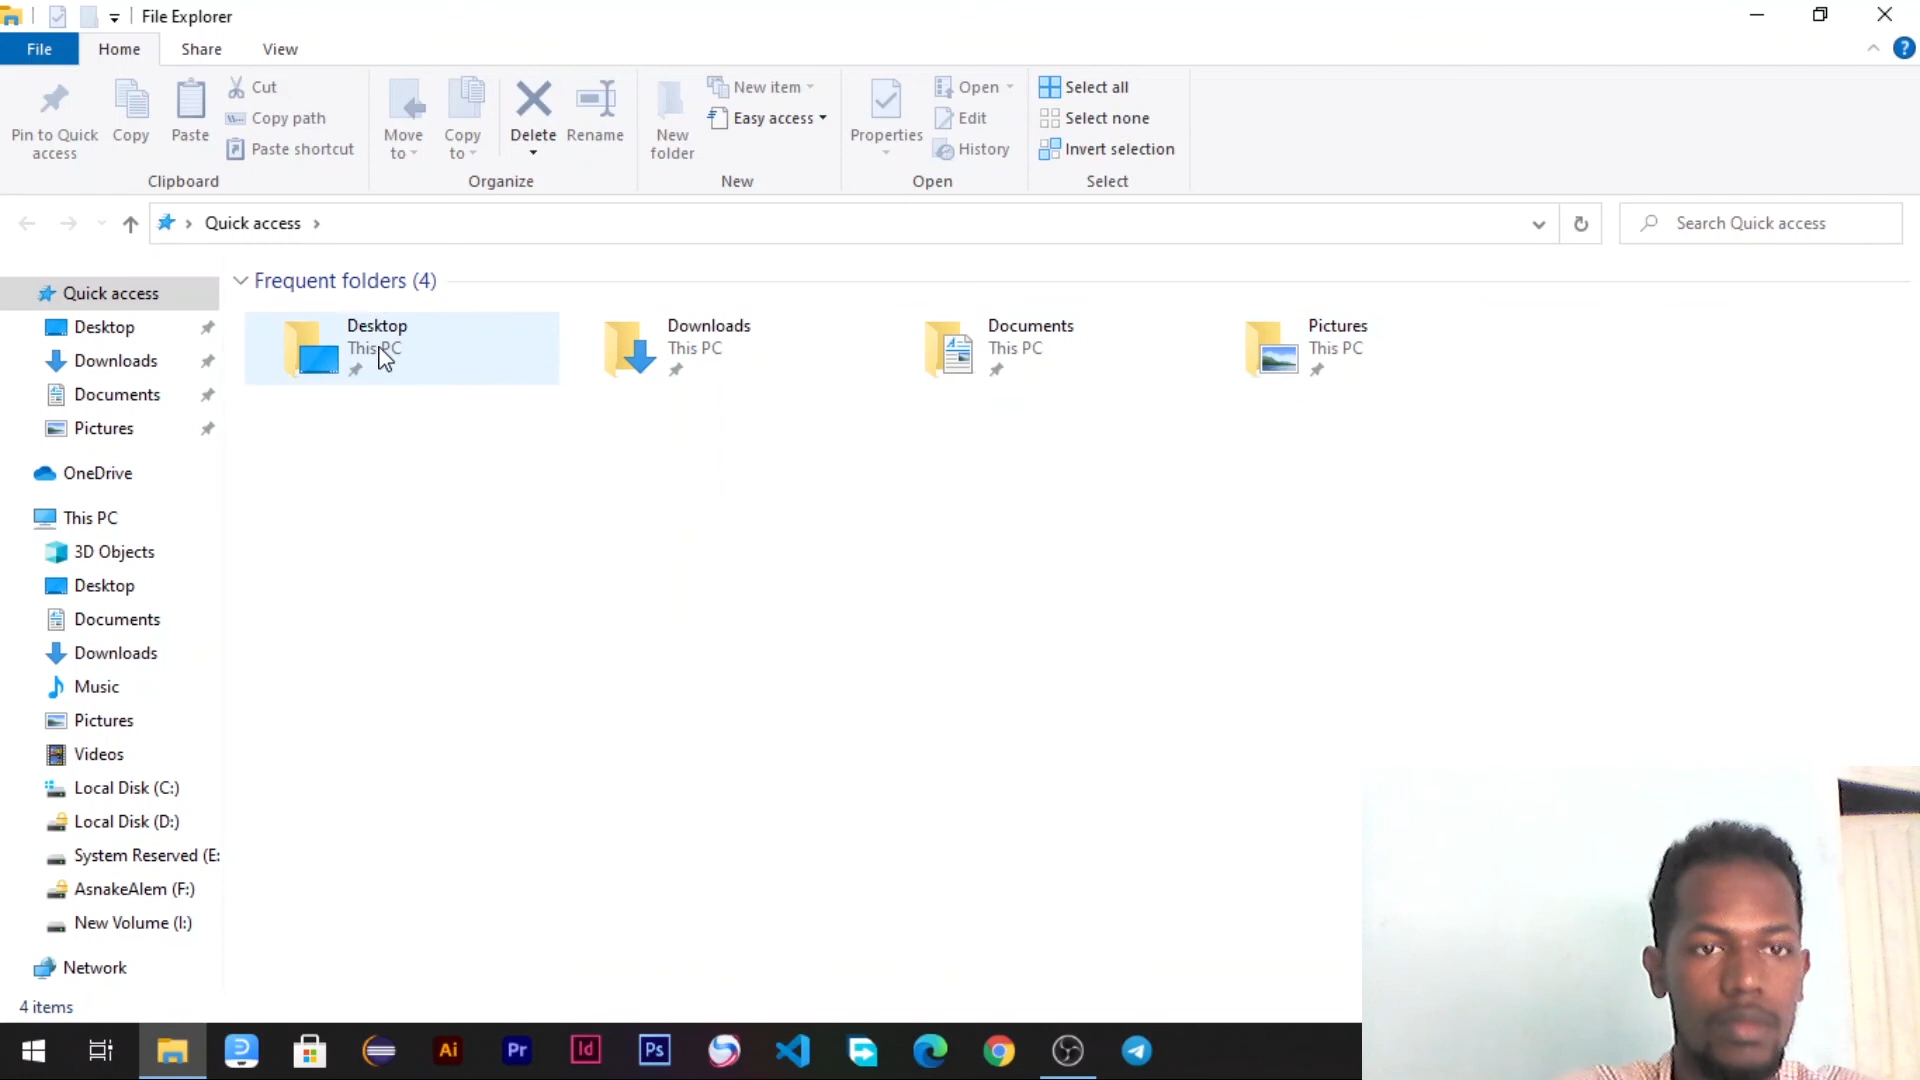 File Explorer
File
Home
Share
View
Pin to Quick access
Copy
Paste
Cut
Copy path
Paste shortcut
Clipboard
Move to
Copy to
Delete
Rename
Organize
New folder
New item
Easy access
New
Properties
Open
Edit
History
Open
Select all
Select none
Invert selection
Select
Quick access
Search Quick access
Quick access
Desktop
Downloads
Documents
Pictures
OneDrive
This PC
3D Objects
Desktop
Documents
Downloads
Music
Pictures
Videos
Local Disk (C:)
Local Disk (D:)
System Reserved (E:
AsnakeAlem (F:)
New Volume (I:)
Network
Frequent folders (4)
Desktop
This PC
Downloads
This PC
Documents
This PC
Pictures
This PC
4 items
Ai
Pr
Id
Ps